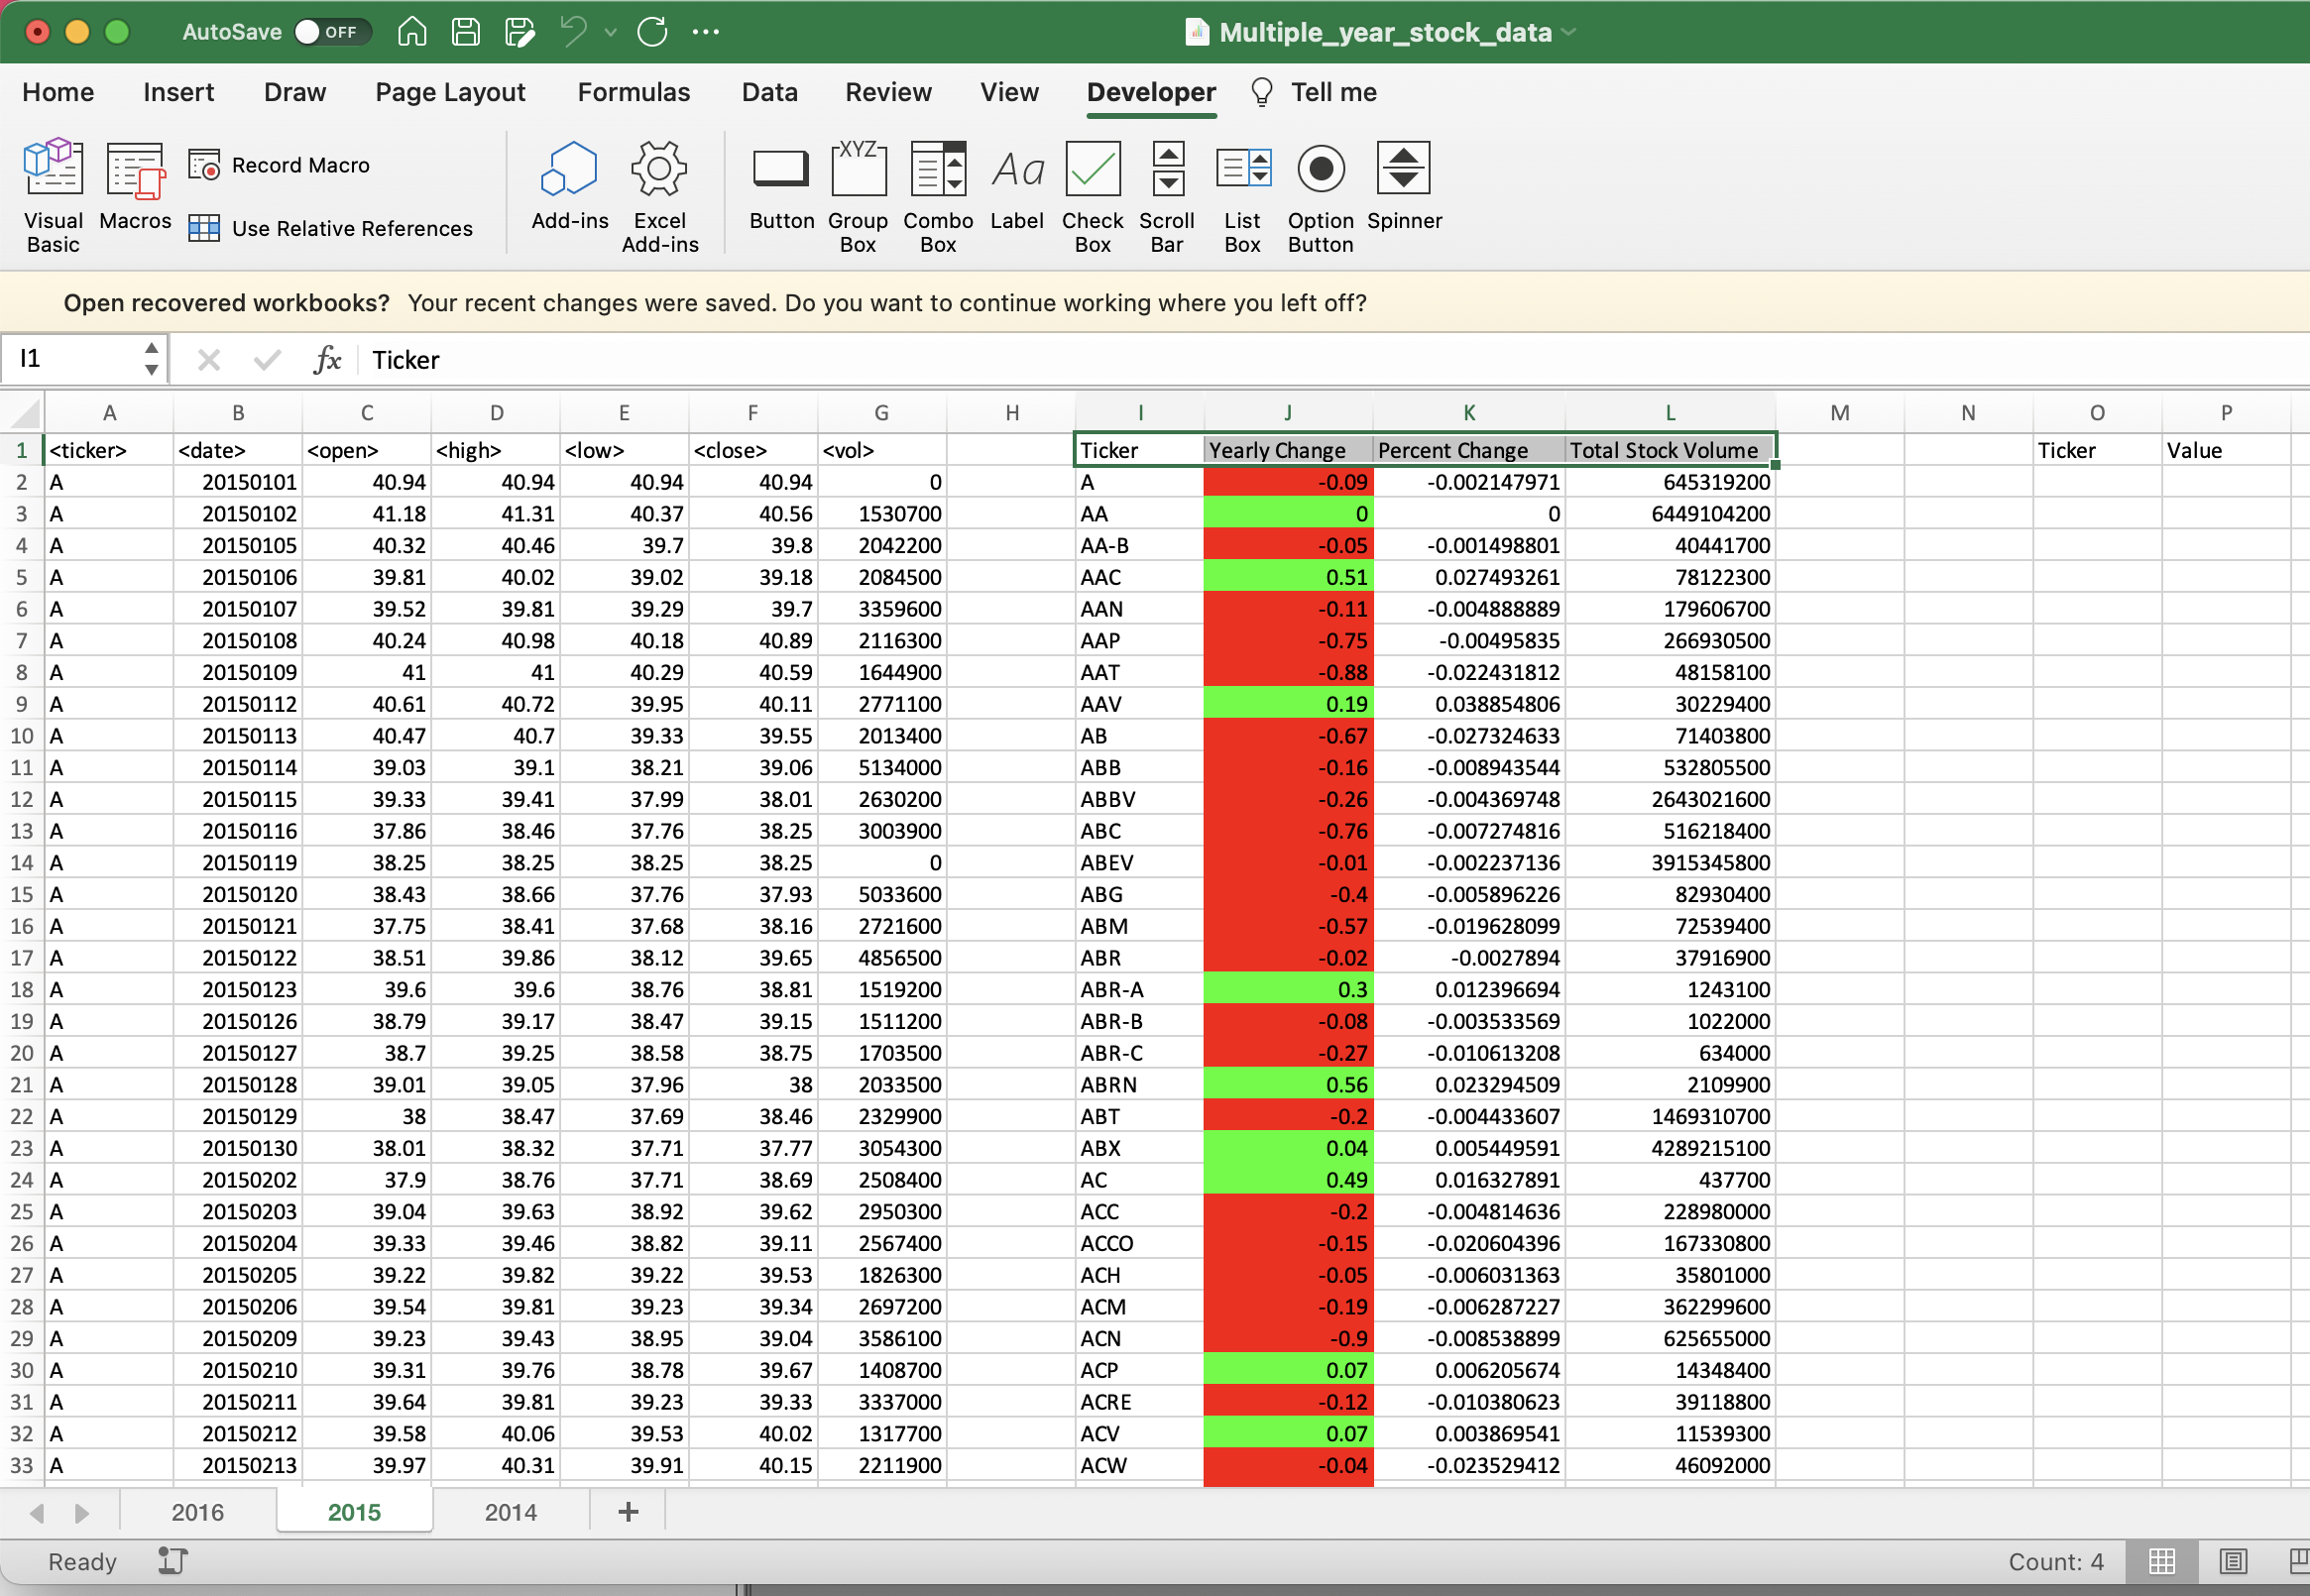 AutoSave OFF Multiple_year_stock_data
Home Insert Draw Page Layout Formulas Data Review View Developer Tell me
Visual Basic Macros Record Macro Use Relative References Add-ins Excel Add-ins Button Group Box Combo Box Label Check Box Scroll Bar List Box Option Button Spinner
XYZ Aa
Open recovered workbooks? Your recent changes were saved. Do you want to continue working where you left off?
I1 fx Ticker
A B C D E F G H I J K L M N O P
1 <ticker> <date> <open> <high> <low> <close> <vol> Ticker Yearly Change Percent Change Total Stock Volume Ticker Value
2 A 20150101 40.94 40.94 40.94 40.94 0 A -0.09 -0.002147971 645319200
3 A 20150102 41.18 41.31 40.37 40.56 1530700 AA 0 0 6449104200
4 A 20150105 40.32 40.46 39.7 39.8 2042200 AA-B -0.05 -0.001498801 40441700
5 A 20150106 39.81 40.02 39.02 39.18 2084500 AAC 0.51 0.027493261 78122300
6 A 20150107 39.52 39.81 39.29 39.7 3359600 AAN -0.11 -0.004888889 179606700
7 A 20150108 40.24 40.98 40.18 40.89 2116300 AAP -0.75 -0.00495835 266930500
8 A 20150109 41 41 40.29 40.59 1644900 AAT -0.88 -0.022431812 48158100
9 A 20150112 40.61 40.72 39.95 40.11 2771100 AAV 0.19 0.038854806 30229400
10 A 20150113 40.47 40.7 39.33 39.55 2013400 AB -0.67 -0.027324633 71403800
11 A 20150114 39.03 39.1 38.21 39.06 5134000 ABB -0.16 -0.008943544 532805500
12 A 20150115 39.33 39.41 37.99 38.01 2630200 ABBV -0.26 -0.004369748 2643021600
13 A 20150116 37.86 38.46 37.76 38.25 3003900 ABC -0.76 -0.007274816 516218400
14 A 20150119 38.25 38.25 38.25 38.25 0 ABEV -0.01 -0.002237136 3915345800
15 A 20150120 38.43 38.66 37.76 37.93 5033600 ABG -0.4 -0.005896226 82930400
16 A 20150121 37.75 38.41 37.68 38.16 2721600 ABM -0.57 -0.019628099 72539400
17 A 20150122 38.51 39.86 38.12 39.65 4856500 ABR -0.02 -0.0027894 37916900
18 A 20150123 39.6 39.6 38.76 38.81 1519200 ABR-A 0.3 0.012396694 1243100
19 A 20150126 38.79 39.17 38.47 39.15 1511200 ABR-B -0.08 -0.003533569 1022000
20 A 20150127 38.7 39.25 38.58 38.75 1703500 ABR-C -0.27 -0.010613208 634000
21 A 20150128 39.01 39.05 37.96 38 2033500 ABRN 0.56 0.023294509 2109900
22 A 20150129 38 38.47 37.69 38.46 2329900 ABT -0.2 -0.004433607 1469310700
23 A 20150130 38.01 38.32 37.71 37.77 3054300 ABX 0.04 0.005449591 4289215100
24 A 20150202 37.9 38.76 37.71 38.69 2508400 AC 0.49 0.016327891 437700
25 A 20150203 39.04 39.63 38.92 39.62 2950300 ACC -0.2 -0.004814636 228980000
26 A 20150204 39.33 39.46 38.82 39.11 2567400 ACCO -0.15 -0.020604396 167330800
27 A 20150205 39.22 39.82 39.22 39.53 1826300 ACH -0.05 -0.006031363 35801000
28 A 20150206 39.54 39.81 39.23 39.34 2697200 ACM -0.19 -0.006287227 362299600
29 A 20150209 39.23 39.43 38.95 39.04 3586100 ACN -0.9 -0.008538899 625655000
30 A 20150210 39.31 39.76 38.78 39.67 1408700 ACP 0.07 0.006205674 14348400
31 A 20150211 39.64 39.81 39.23 39.33 3337000 ACRE -0.12 -0.010380623 39118800
32 A 20150212 39.58 40.06 39.53 40.02 1317700 ACV 0.07 0.003869541 11539300
33 A 20150213 39.97 40.31 39.91 40.15 2211900 ACW -0.04 -0.023529412 46092000
2016 2015 2014 +
Ready Count: 4